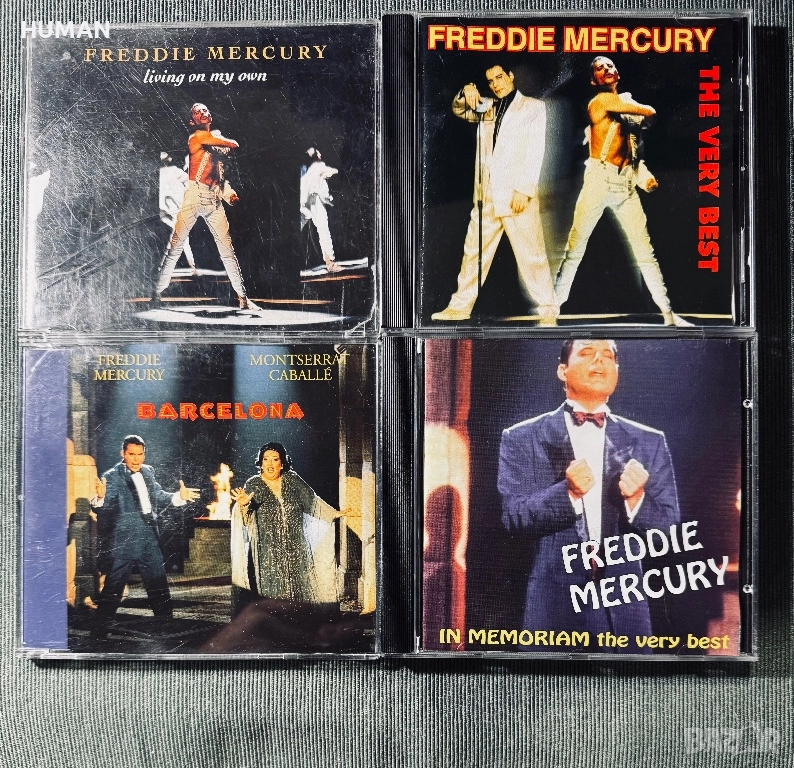 HUMAN
FREDDIE MERCURY
living on my own
FREDDIE MERCURY
THE VERY BEST
FREDDIE
MERCURY
MONTSERRAT
CABALLÉ
BARCELONA
FREDDIE
MERCURY
IN MEMORIAM the very best
BAZAR